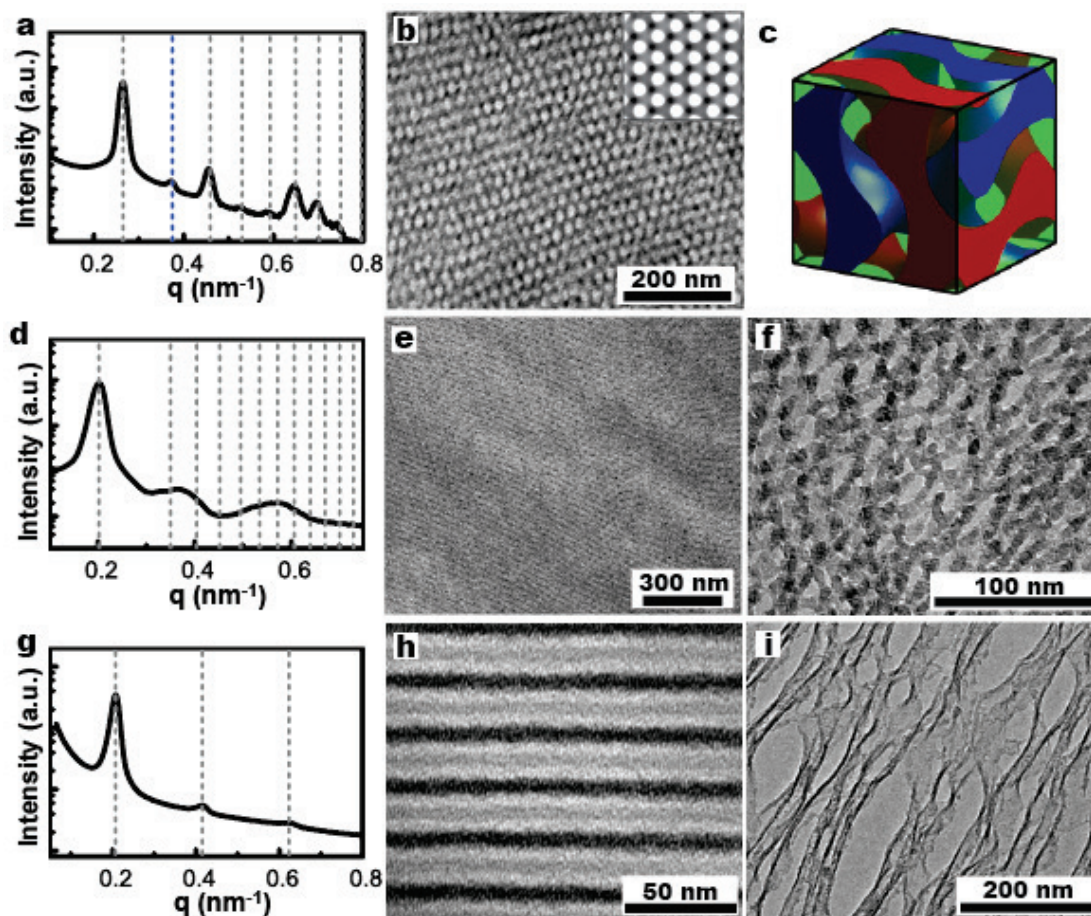 a
Intensity (a.u.)
0.2 0.4 0.6 0.8
q (nm⁻¹)
b
200 nm
c
d
Intensity (a.u.)
0.2 0.4 0.6
q (nm⁻¹)
e
300 nm
f
100 nm
g
Intensity (a.u.)
0.2 0.4 0.6 0.8
q (nm⁻¹)
h
50 nm
i
200 nm